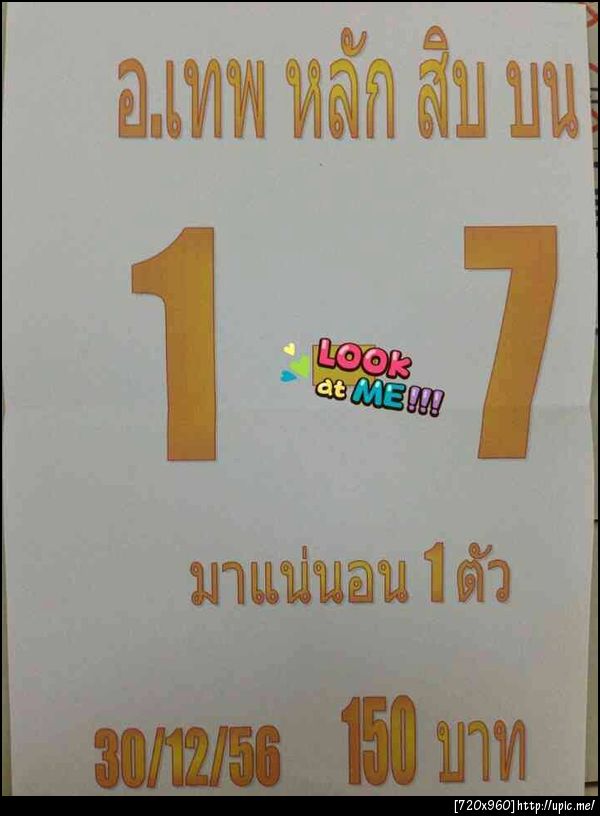 อ.เทพ หลัก สิบ บน
1 7
LOOK
at ME!!!
มาแน่นอน 1 ตัว
30/12/56 150 บาท
[720x960]http://upic.me/